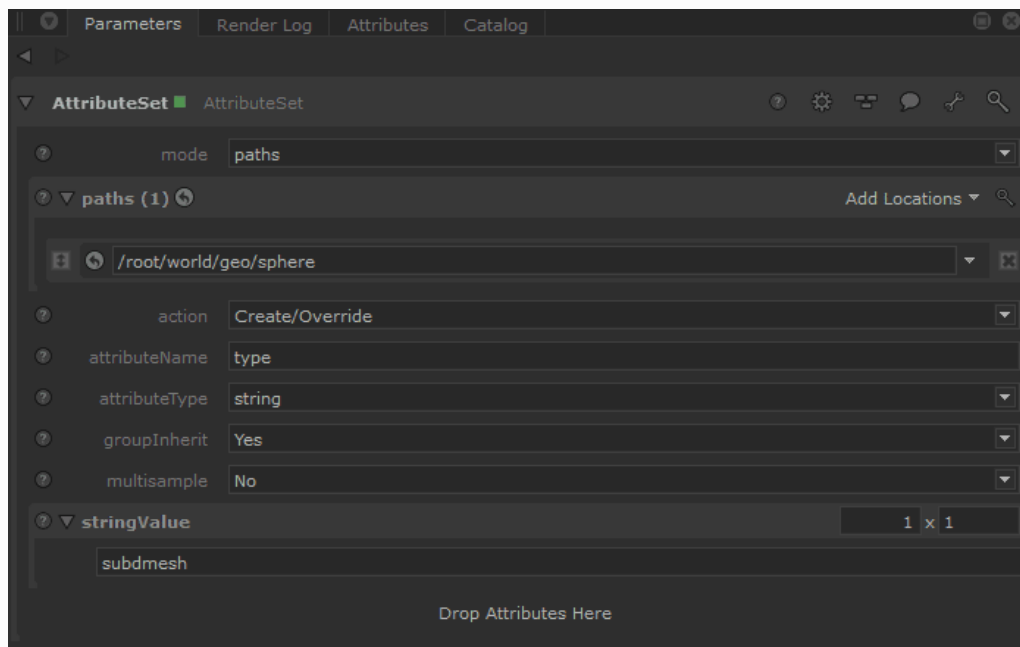 Parameters Render Log Attributes Catalog
AttributeSet AttributeSet
mode paths
paths (1) Add Locations
/root/world/geo/sphere
action Create/Override
attributeName type
attributeType string
groupInherit Yes
multisample No
stringValue 1 x 1
subdmesh
Drop Attributes Here